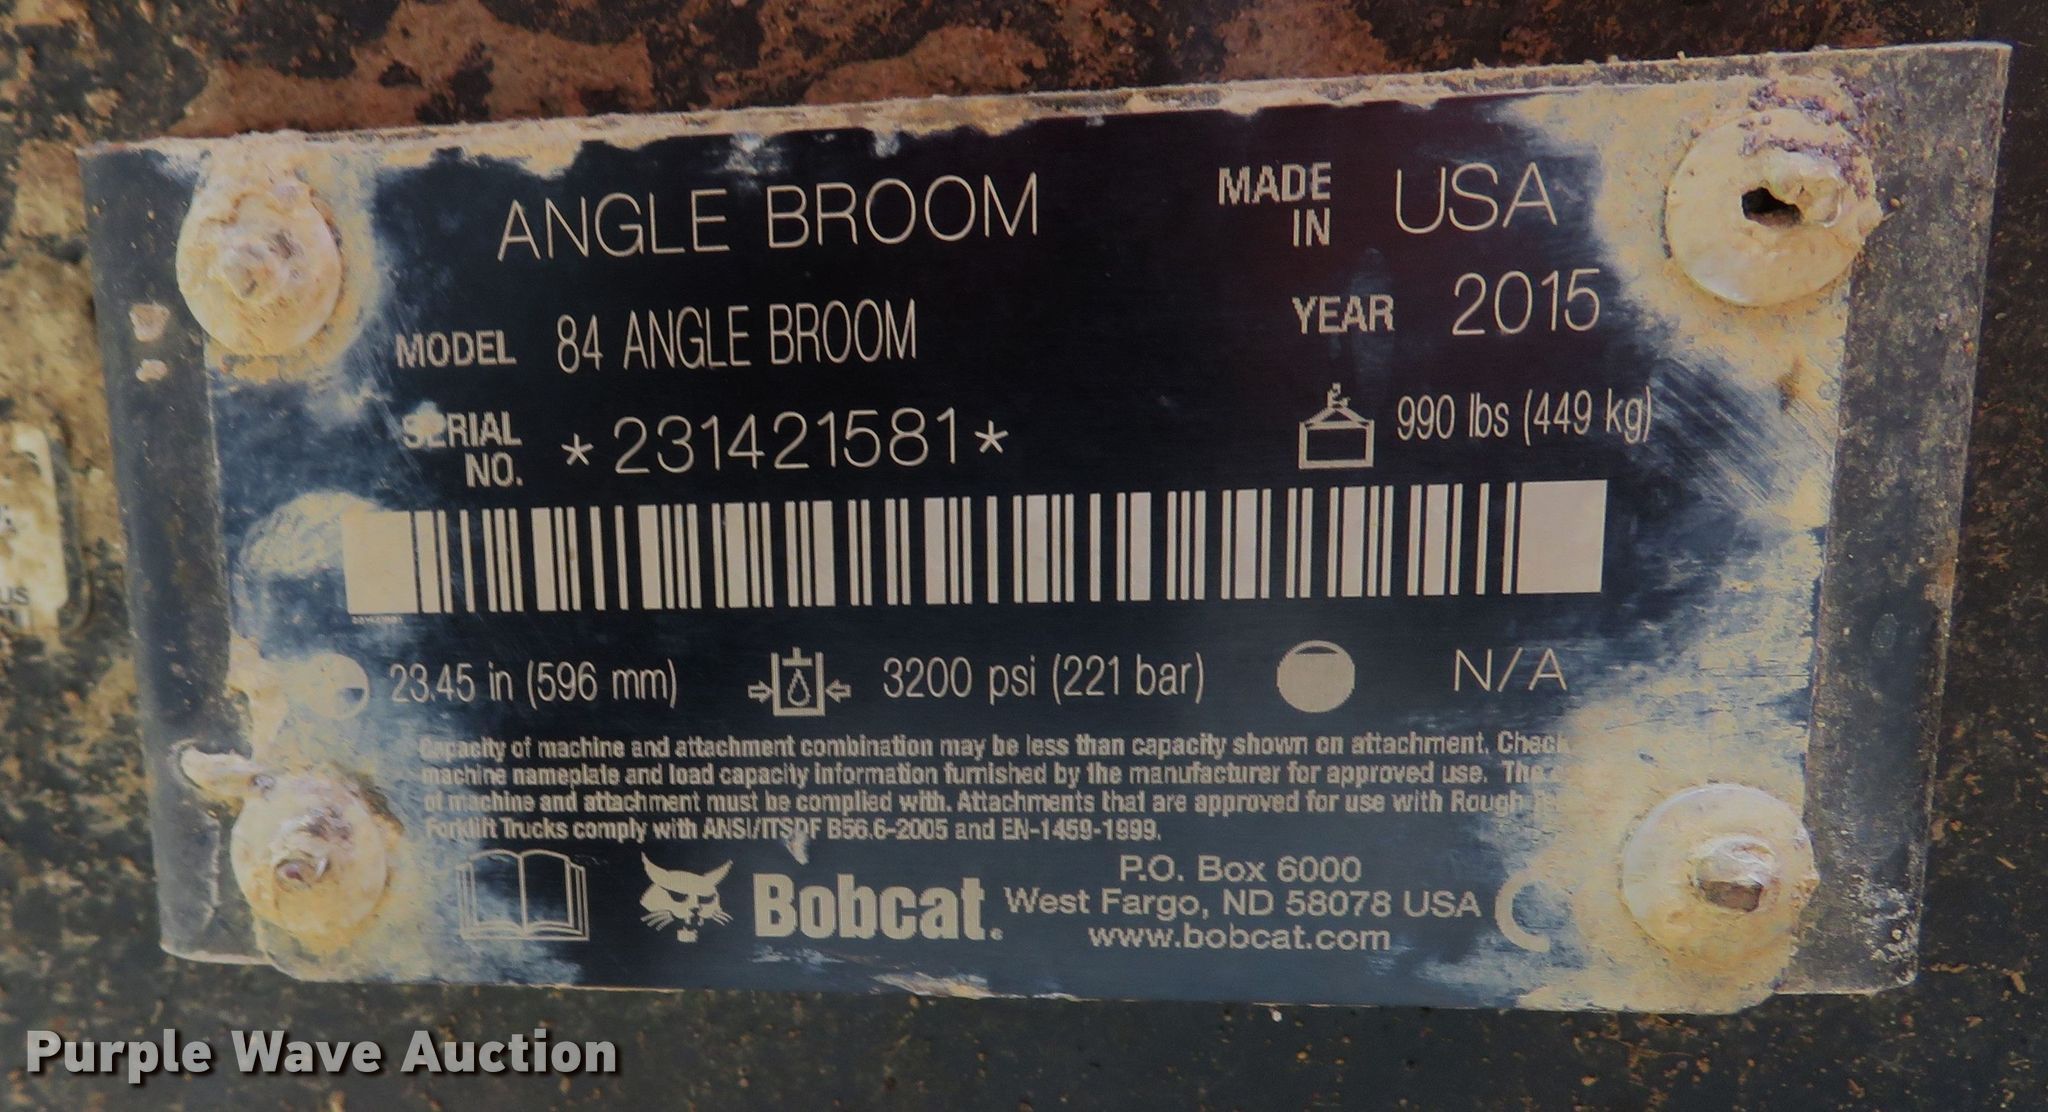 ANGLE BROOM
MADE IN USA
MODEL 84 ANGLE BROOM
YEAR 2015
SERIAL NO. *231421581*
990 lbs (449 kg)
23.45 in (596 mm)
3200 psi (221 bar)
N/A
Capacity of machine and attachment combination may be less than capacity shown on attachment. Check
machine nameplate and load capacity information furnished by the manufacturer for approved use. The
of machine and attachment must be complied with. Attachments that are approved for use with Rough
Forklift Trucks comply with ANSI/ITSDF B56.6-2005 and EN-1459-1999.
Bobcat®
P.O. Box 6000
West Fargo, ND 58078 USA
www.bobcat.com
US
Purple Wave Auction